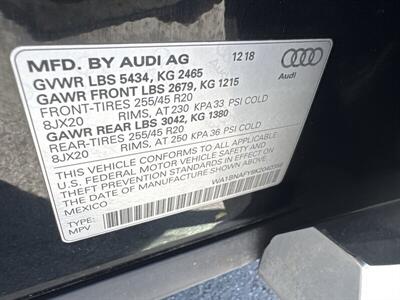 MFD. BY AUDI AG 12 18
GVWR LBS 5434, KG 2465
GAWR FRONT LBS 2679, KG 1215
FRONT-TIRES 255/45 R20
8JX20 RIMS, AT 230 KPA 33 PSI COLD
GAWR REAR LBS 3042, KG 1380
REAR-TIRES 255/45 R20
8JX20 RIMS, AT 250 KPA 36 PSI COLD
THIS VEHICLE CONFORMS TO ALL APPLICABLE
U.S. FEDERAL MOTOR VEHICLE SAFETY
AND THEFT PREVENTION STANDARDS IN EFFECT ON
THE DATE OF MANUFACTURE SHOWN ABOVE.
MEXICO
TYPE:
MPV
Audi